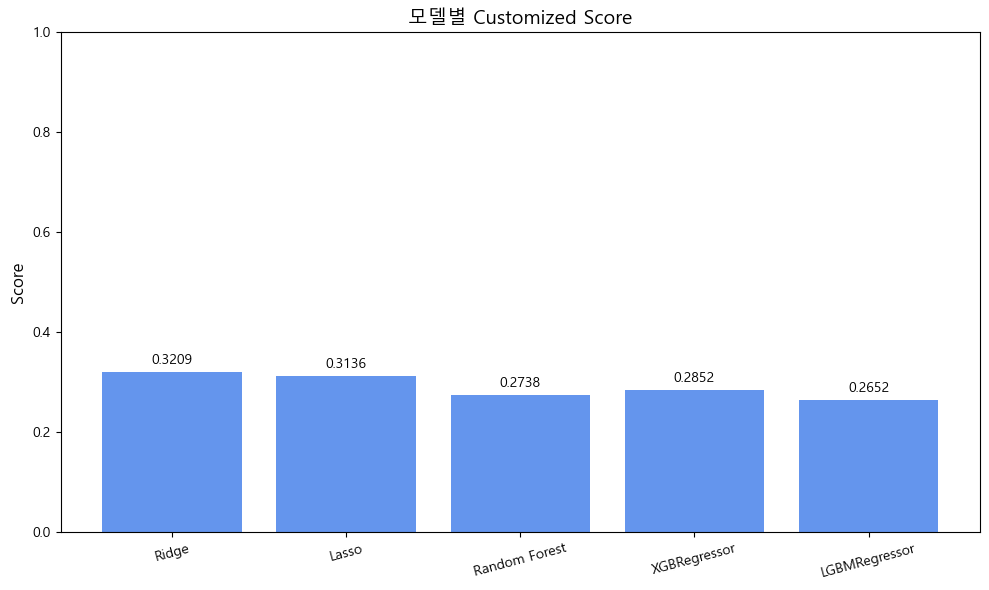 모델별 Customized Score
Score
1.0
0.8
0.6
0.4
0.2
0.0
0.3209
0.3136
0.2738
0.2852
0.2652
Ridge
Lasso
Random Forest
XGBRegressor
LGBMRegressor